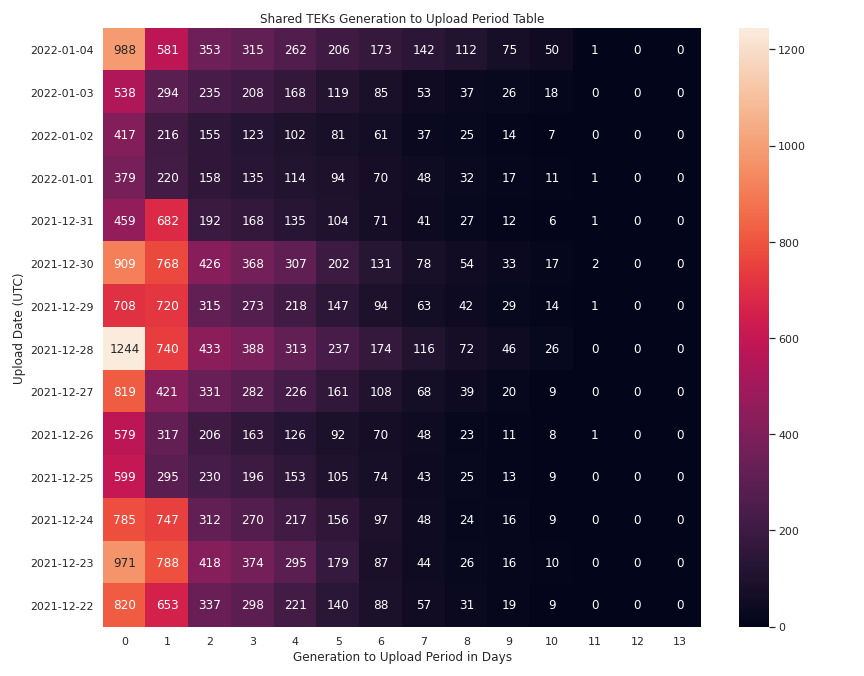 Shared TEKs Generation to Upload Period Table
Upload Date (UTC)
2022-01-04 988 581 353 315 262 206 173 142 112 75 50 1 0 0
2022-01-03 538 294 235 208 168 119 85 53 37 26 18 0 0 0
2022-01-02 417 216 155 123 102 81 61 37 25 14 7 0 0 0
2022-01-01 379 220 158 135 114 94 70 48 32 17 11 1 0 0
2021-12-31 459 682 192 168 135 104 71 41 27 12 6 1 0 0
2021-12-30 909 768 426 368 307 202 131 78 54 33 17 2 0 0
2021-12-29 708 720 315 273 218 147 94 63 42 29 14 1 0 0
2021-12-28 1244 740 433 388 313 237 174 116 72 46 26 0 0 0
2021-12-27 819 421 331 282 226 161 108 68 39 20 9 0 0 0
2021-12-26 579 317 206 163 126 92 70 48 23 11 8 1 0 0
2021-12-25 599 295 230 196 153 105 74 43 25 13 9 0 0 0
2021-12-24 785 747 312 270 217 156 97 48 24 16 9 0 0 0
2021-12-23 971 788 418 374 295 179 87 44 26 16 10 0 0 0
2021-12-22 820 653 337 298 221 140 88 57 31 19 9 0 0 0
0 1 2 3 4 5 6 7 8 9 10 11 12 13
Generation to Upload Period in Days
1200
1000
800
600
400
200
0